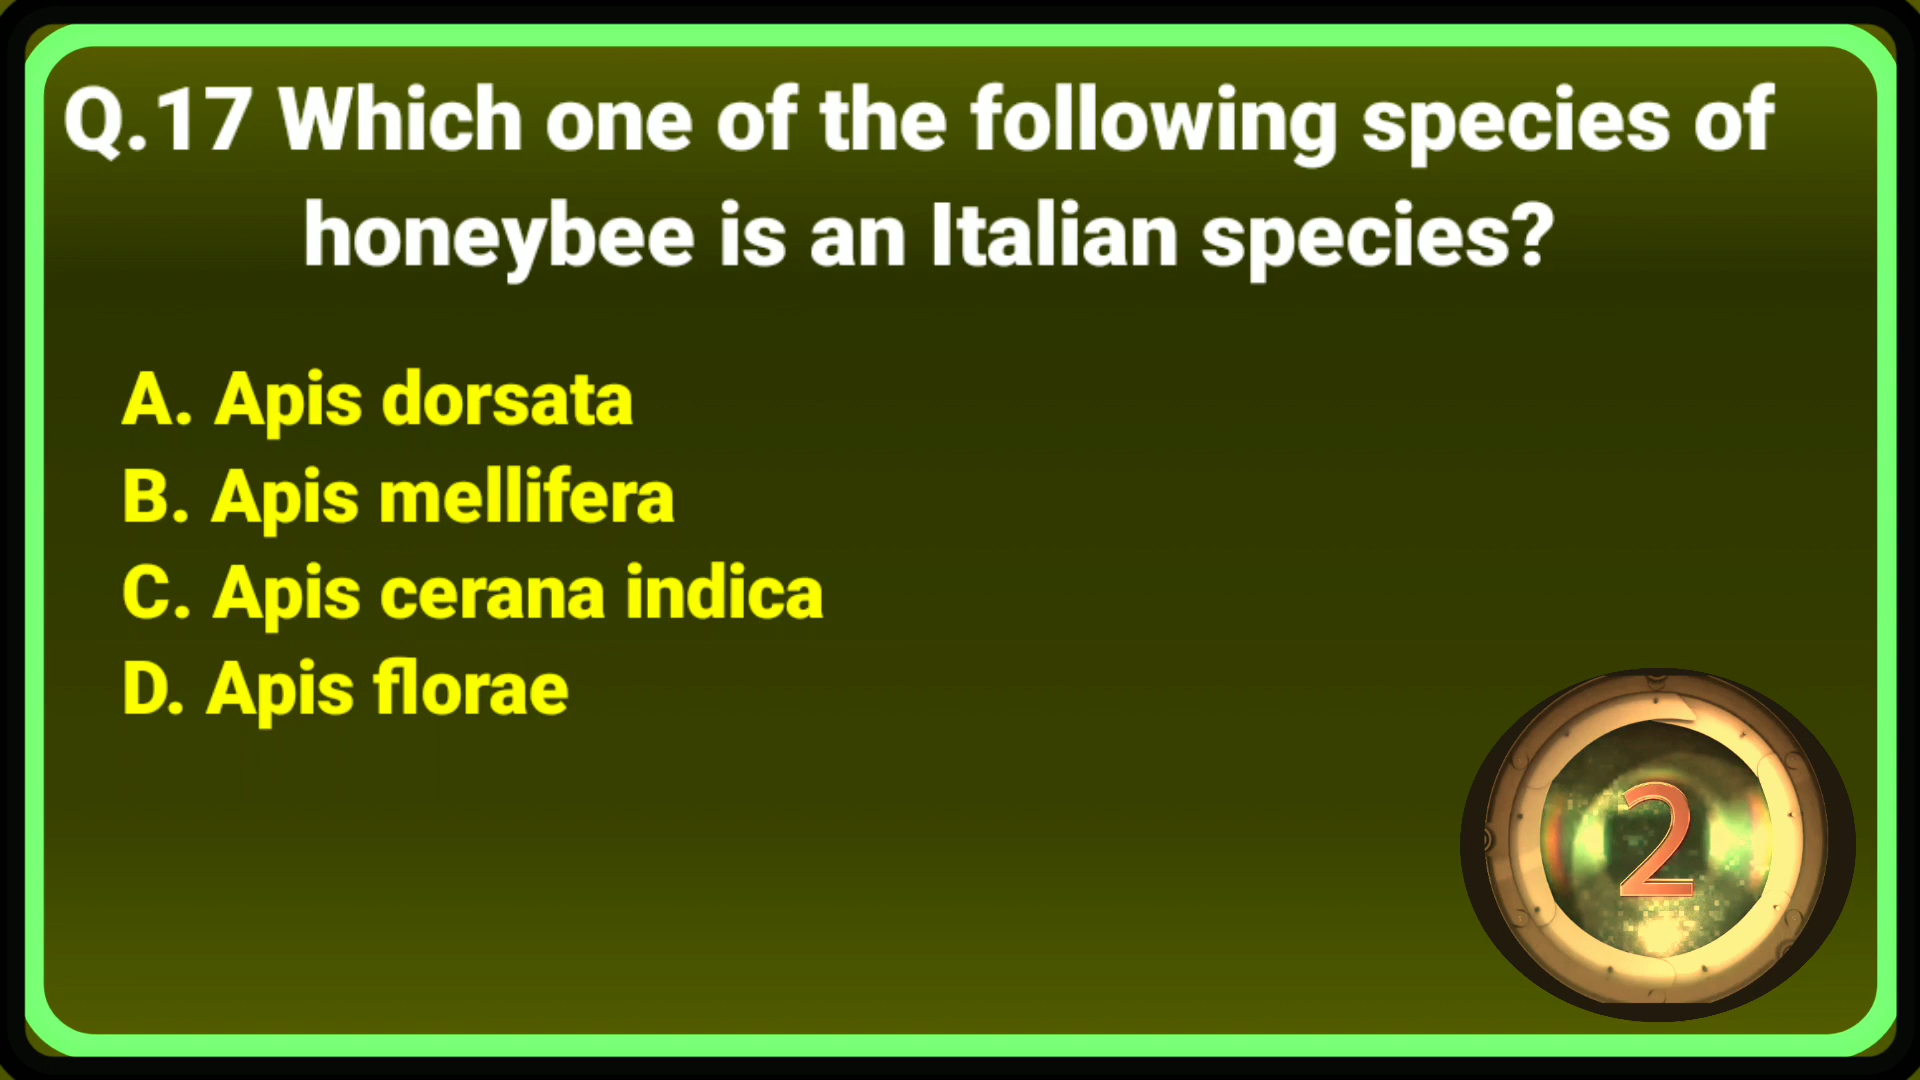 Q.17 Which one of the following species of
honeybee is an Italian species?
A. Apis dorsata
B. Apis mellifera
C. Apis cerana indica
D. Apis florae
2